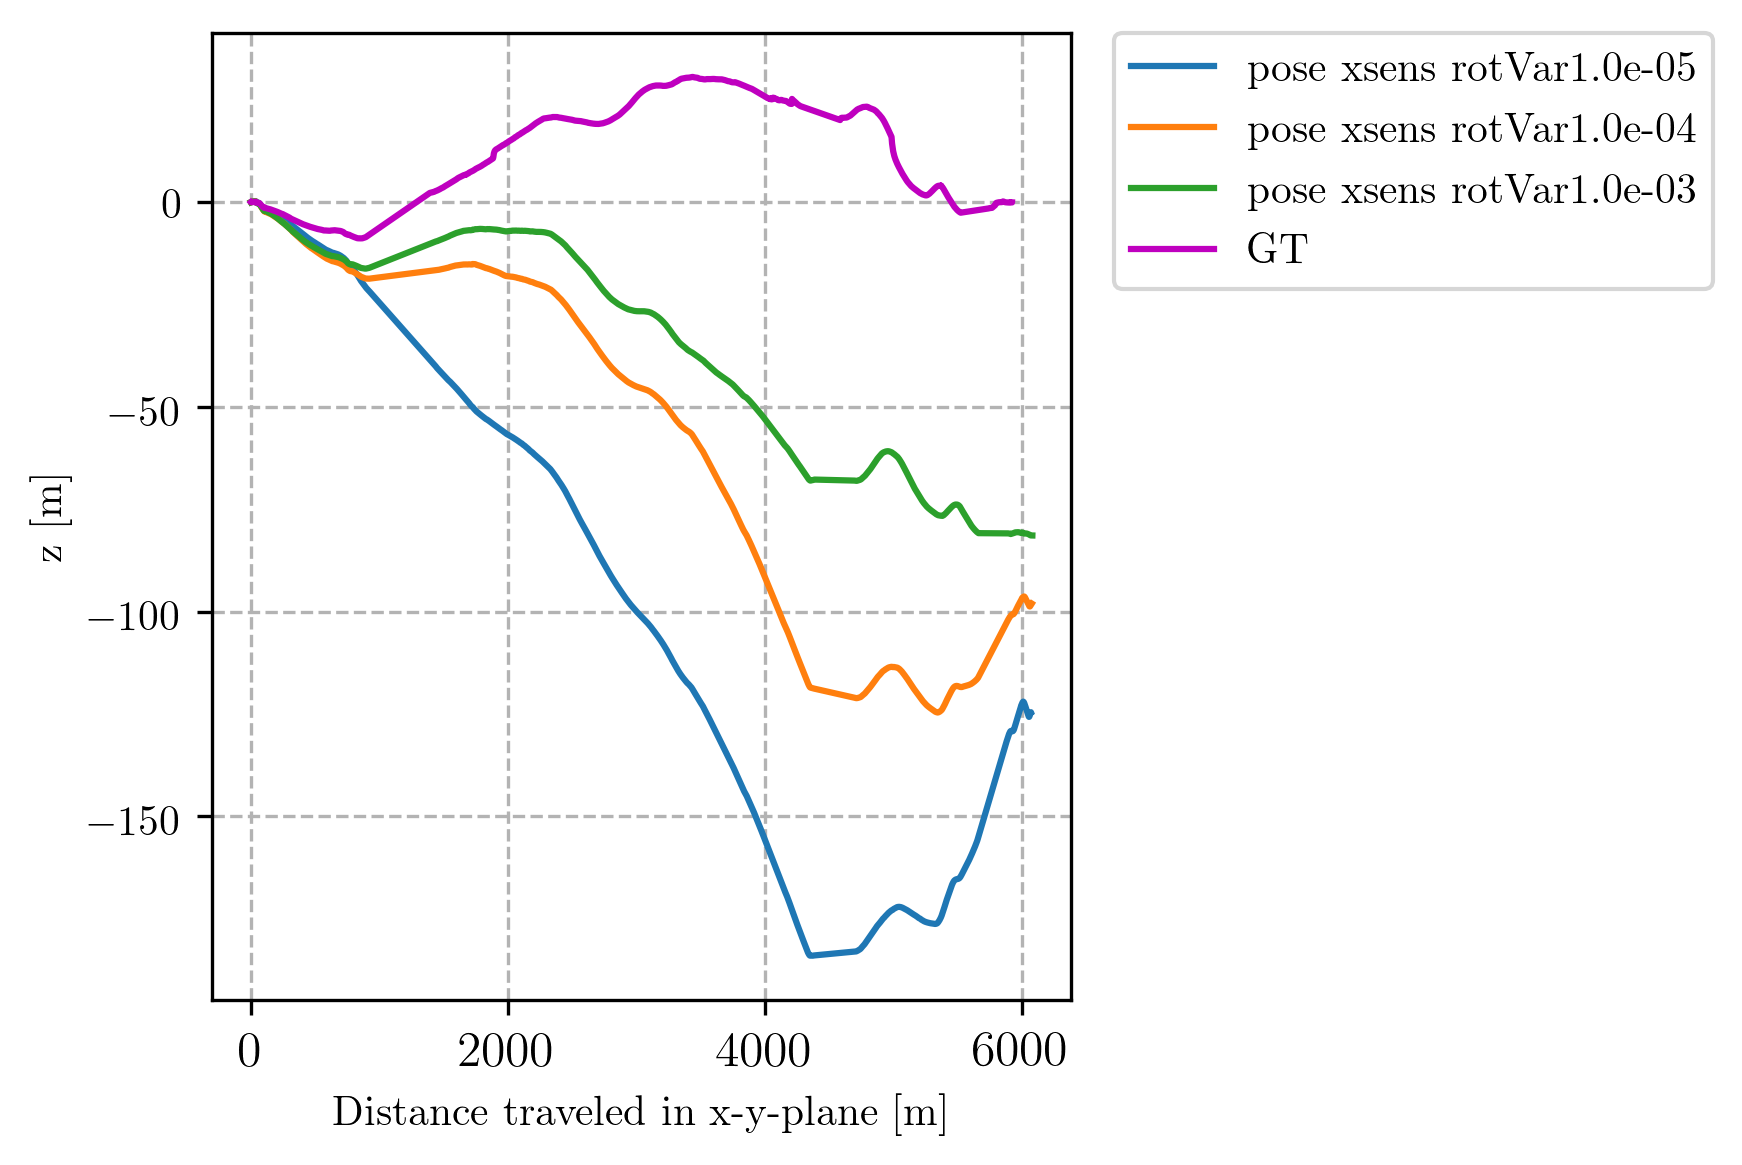 pose xsens rotVar1.0e-05
pose xsens rotVar1.0e-04
pose xsens rotVar1.0e-03
GT
0
−50
−100
−150
z [m]
0 2000 4000 6000
Distance traveled in x-y-plane [m]